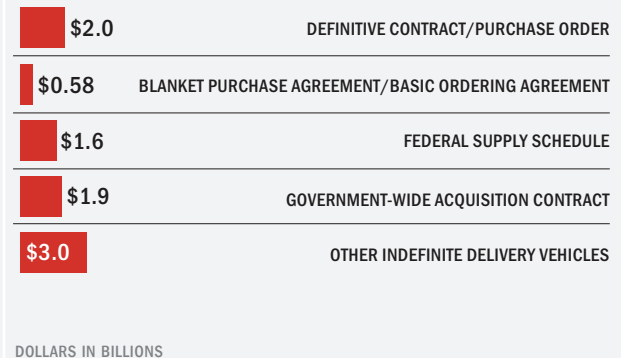 $2.0 DEFINITIVE CONTRACT/PURCHASE ORDER
$0.58 BLANKET PURCHASE AGREEMENT/BASIC ORDERING AGREEMENT
$1.6 FEDERAL SUPPLY SCHEDULE
$1.9 GOVERNMENT-WIDE ACQUISITION CONTRACT
$3.0 OTHER INDEFINITE DELIVERY VEHICLES
DOLLARS IN BILLIONS